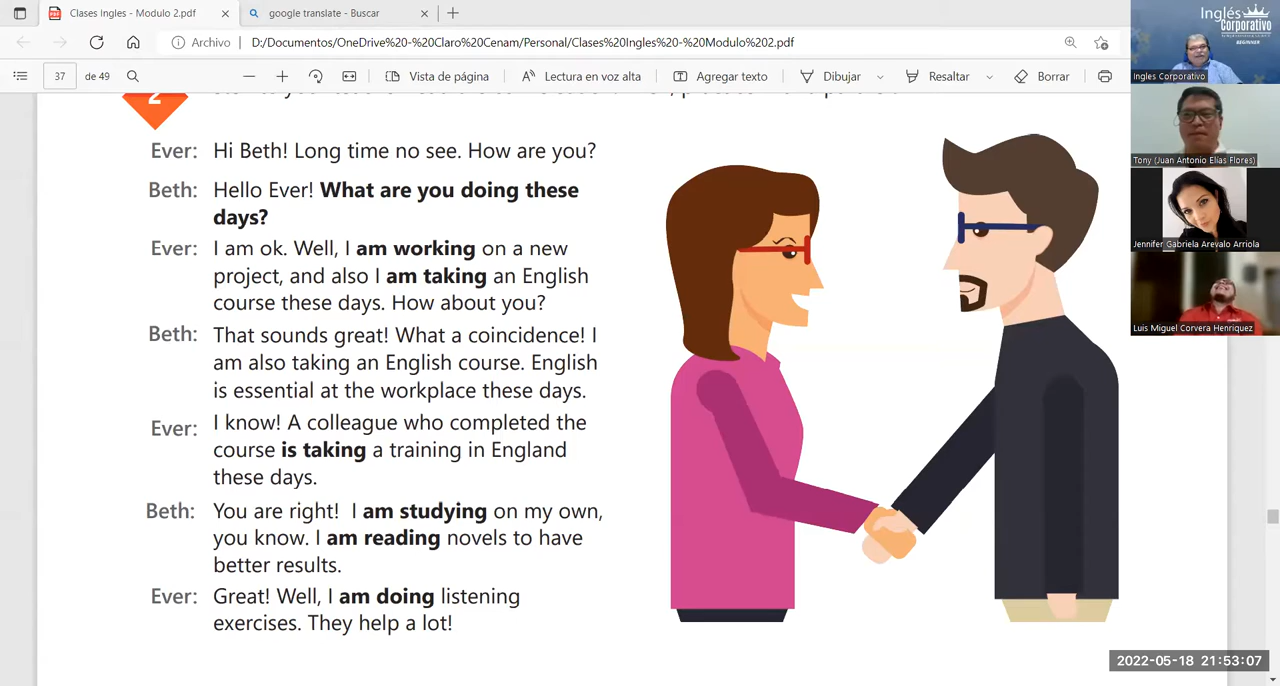 Clases Ingles - Modulo 2.pdf
google translate - Buscar
Archivo
D:/Documentos/OneDrive%20-%20Claro%20Cenam/Personal/Clases%20Ingles%20-%20Modulo%202.pdf
37 de 49
Vista de página
Lectura en voz alta
Agregar texto
Dibujar
Resaltar
Borrar
2
Ever: Hi Beth! Long time no see. How are you?
Beth: Hello Ever! What are you doing these
days?
Ever: I am ok. Well, I am working on a new
project, and also I am taking an English
course these days. How about you?
Beth: That sounds great! What a coincidence! I
am also taking an English course. English
is essential at the workplace these days.
Ever: I know! A colleague who completed the
course is taking a training in England
these days.
Beth: You are right! I am studying on my own,
you know. I am reading novels to have
better results.
Ever: Great! Well, I am doing listening
exercises. They help a lot!
Inglés
Corporativo
BEGINNER
Ingles Corporativo
Tony (Juan Antonio Elías Flores)
Jennifer Gabriela Arevalo Arriola
Luis Miguel Corvera Henriquez
2022-05-18 21:53:07